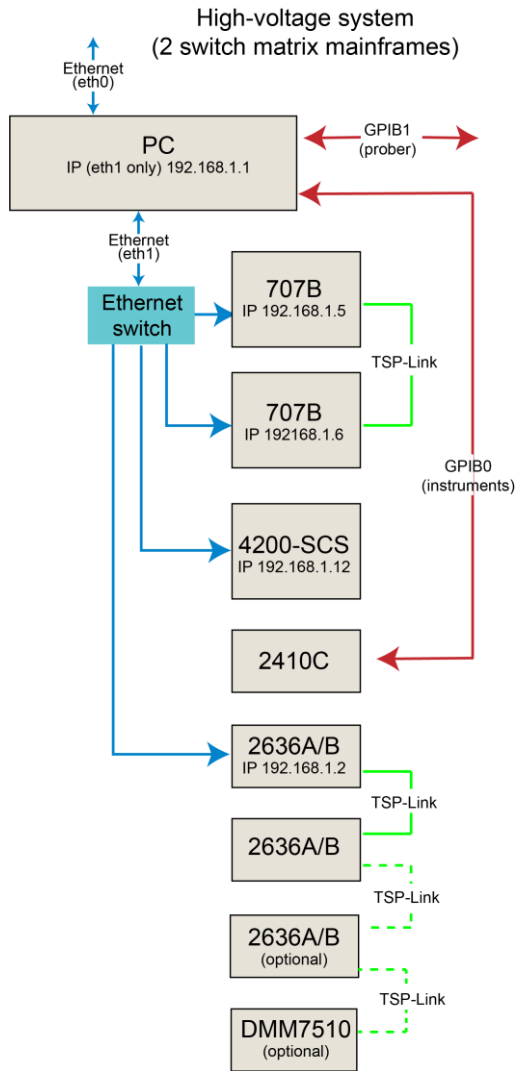 High-voltage system
(2 switch matrix mainframes)
Ethernet
(eth0)
PC
IP (eth1 only) 192.168.1.1
GPIB1
(prober)
Ethernet
(eth1)
Ethernet
switch
707B
IP 192.168.1.5
TSP-Link
707B
IP 192168.1.6
GPIB0
(instruments)
4200-SCS
IP 192.168.1.12
2410C
2636A/B
IP 192.168.1.2
TSP-Link
2636A/B
TSP-Link
2636A/B
(optional)
TSP-Link
DMM7510
(optional)